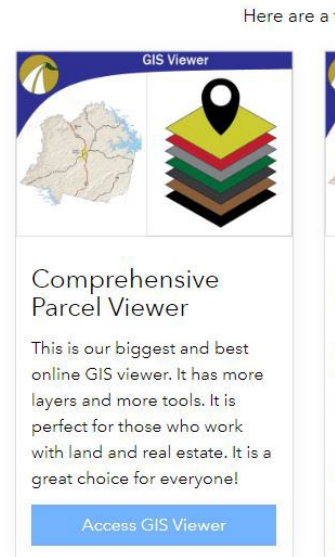 Here are a
GIS Viewer
Comprehensive
Parcel Viewer
This is our biggest and best
online GIS viewer. It has more
layers and more tools. It is
perfect for those who work
with land and real estate. It is a
great choice for everyone!
Access GIS Viewer